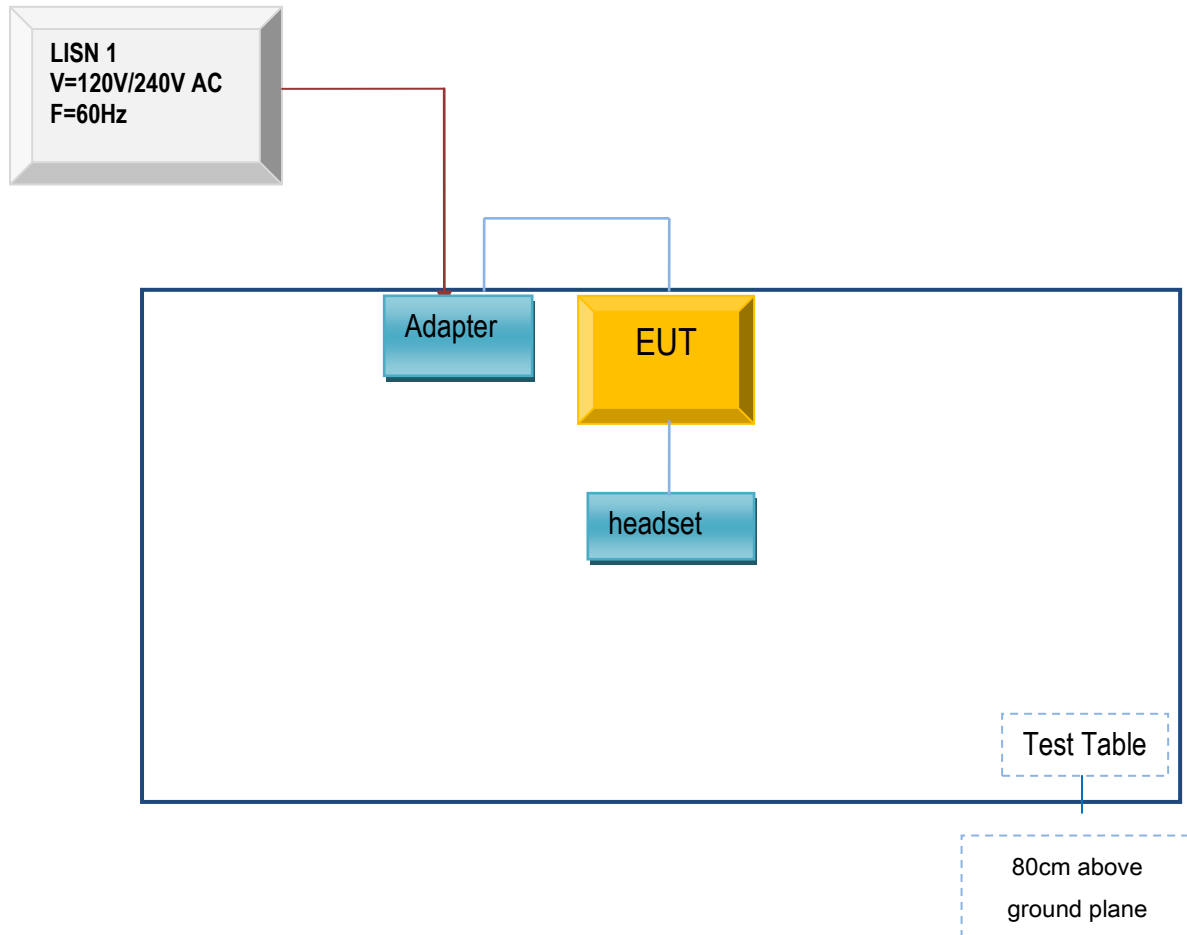 LISN 1
V=120V/240V AC
F=60Hz
Adapter
EUT
headset
Test Table
80cm above
ground plane